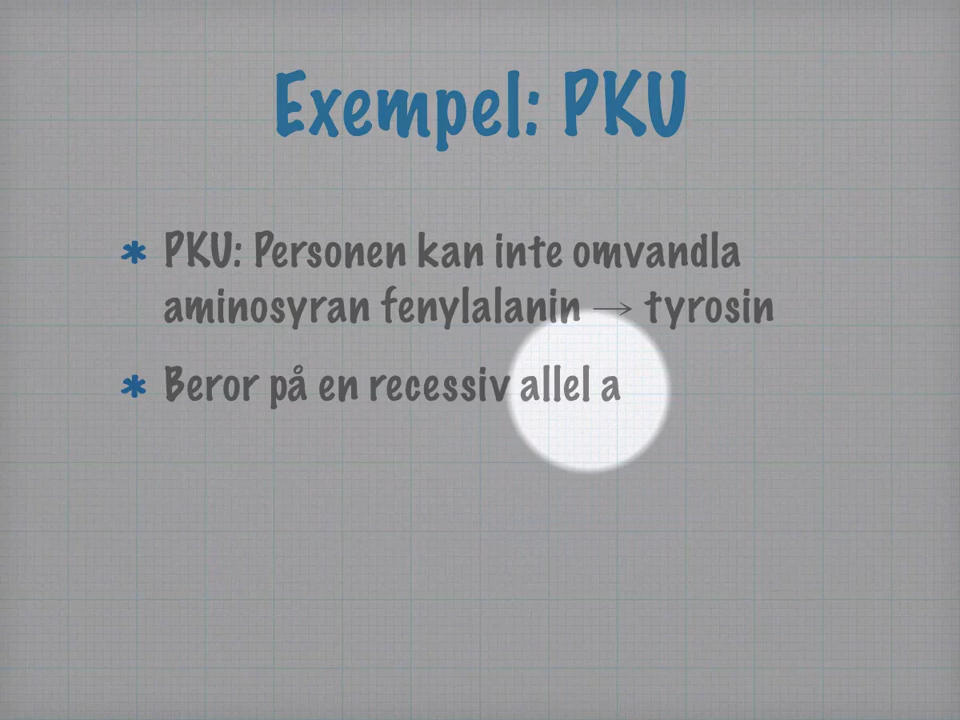 Exempel: PKU
* PKU: Personen kan inte omvandla
aminosyran fenylalanin → tyrosin
* Beror på en recessiv allel a